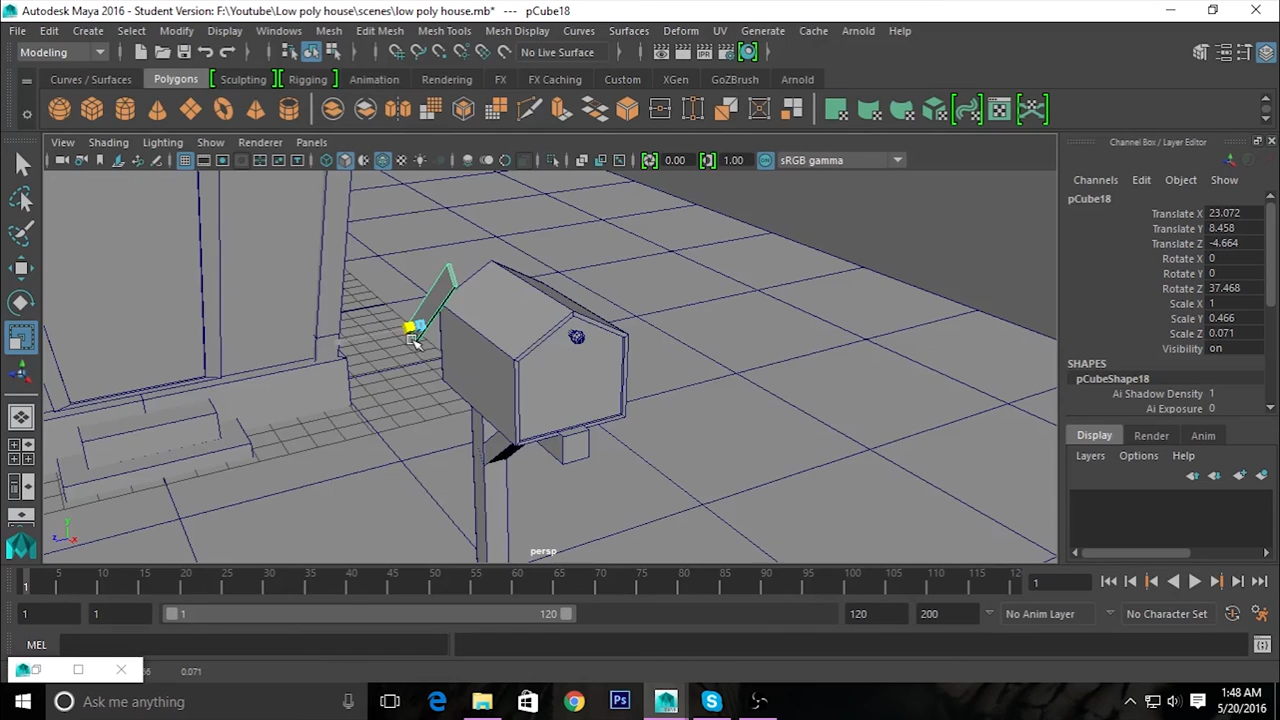 Autodesk Maya 2016 - Student Version: F:\Youtube\Low poly house\scenes\low poly house.mb* --- pCube18
File Edit Create Select Modify Display Windows Mesh Edit Mesh Mesh Tools Mesh Display Curves Surfaces Deform UV Generate Cache Arnold Help
Modeling No Live Surface
Curves / Surfaces Polygons Sculpting Rigging Animation Rendering FX FX Caching Custom XGen GoZBrush Arnold
View Shading Lighting Show Renderer Panels
0.00 1.00 sRGB gamma
persp
Channel Box / Layer Editor
Channels Edit Object Show
pCube18
Translate X 23.072
Translate Y 8.458
Translate Z -4.664
Rotate X 0
Rotate Y 0
Rotate Z 37.468
Scale X 1
Scale Y 0.466
Scale Z 0.071
Visibility on
SHAPES
pCubeShape18
Ai Shadow Density 1
Ai Exposure 0
Display Render Anim
Layers Options Help
1 5 10 15 20 25 30 35 40 45 50 55 60 65 70 75 80 85 90 95 100 105 110 115 12 1
1 1 1 120 120 200 No Anim Layer No Character Set
MEL
0.071
Ask me anything
1:48 AM
5/20/2016